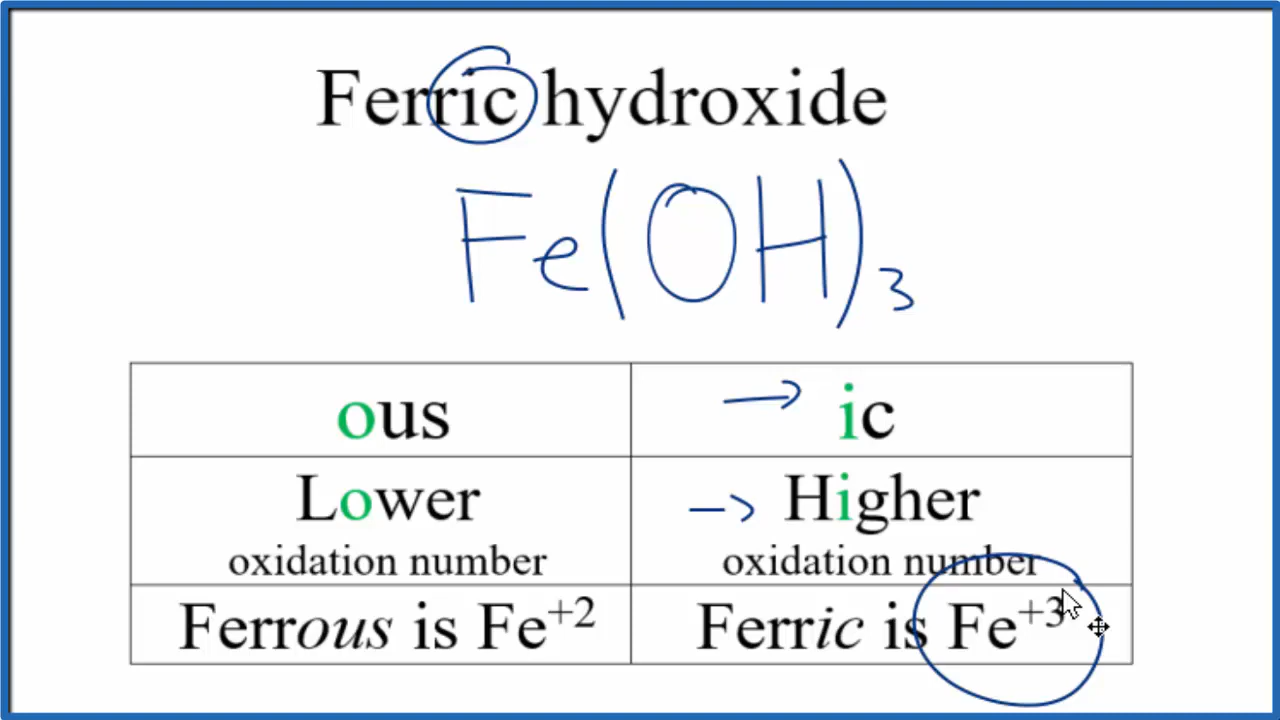 Ferric hydroxide
Fe(OH)₃
ous → ic
Lower → Higher
oxidation number oxidation number
Ferrous is Fe⁺² Ferric is Fe⁺³